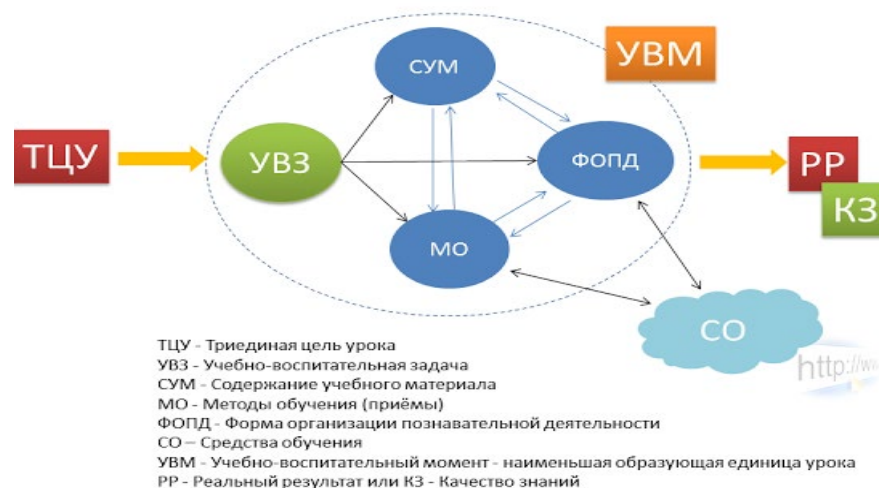 СУМ
УВМ
ТЦУ
УВЗ
ФОПД
РР
КЗ
МО
СО
http://w
ТЦУ - Триединая цель урока
УВЗ - Учебно-воспитательная задача
СУМ - Содержание учебного материала
МО - Методы обучения (приёмы)
ФОПД - Форма организации познавательной деятельности
СО – Средства обучения
УВМ - Учебно-воспитательный момент - наименьшая образующая единица урока
РР - Реальный результат или КЗ - Качество знаний